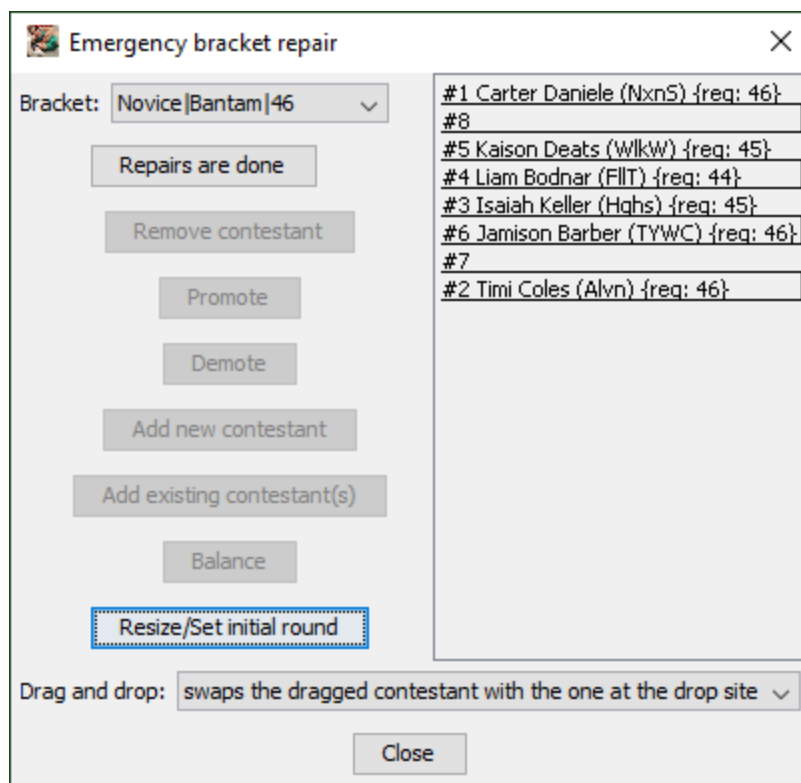 Emergency bracket repair
Bracket: Novice|Bantam|46
Repairs are done
Remove contestant
Promote
Demote
Add new contestant
Add existing contestant(s)
Balance
Resize/Set initial round
#1 Carter Daniele (NxnS) {req: 46}
#8
#5 Kaison Deats (WlkW) {req: 45}
#4 Liam Bodnar (FllT) {req: 44}
#3 Isaiah Keller (Hghs) {req: 45}
#6 Jamison Barber (TYWC) {req: 46}
#7
#2 Timi Coles (Alvn) {req: 46}
Drag and drop: swaps the dragged contestant with the one at the drop site
Close